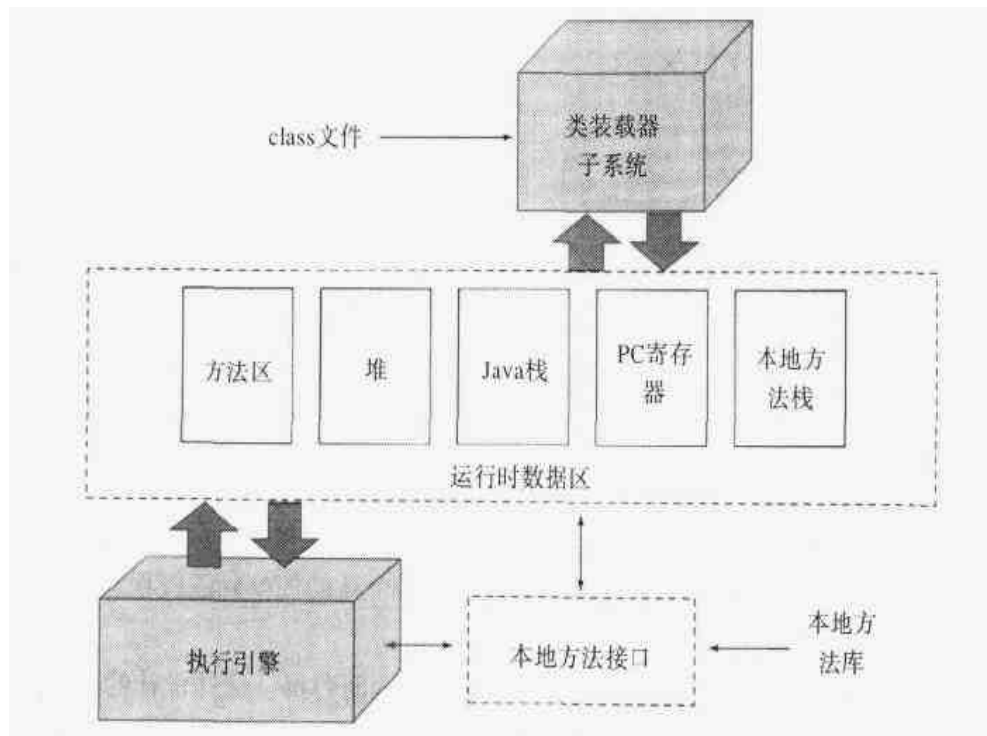 class文件
类装载器
子系统
方法区
堆
Java栈
PC寄存
器
本地方
法栈
运行时数据区
执行引擎
本地方法接口
本地方
法库